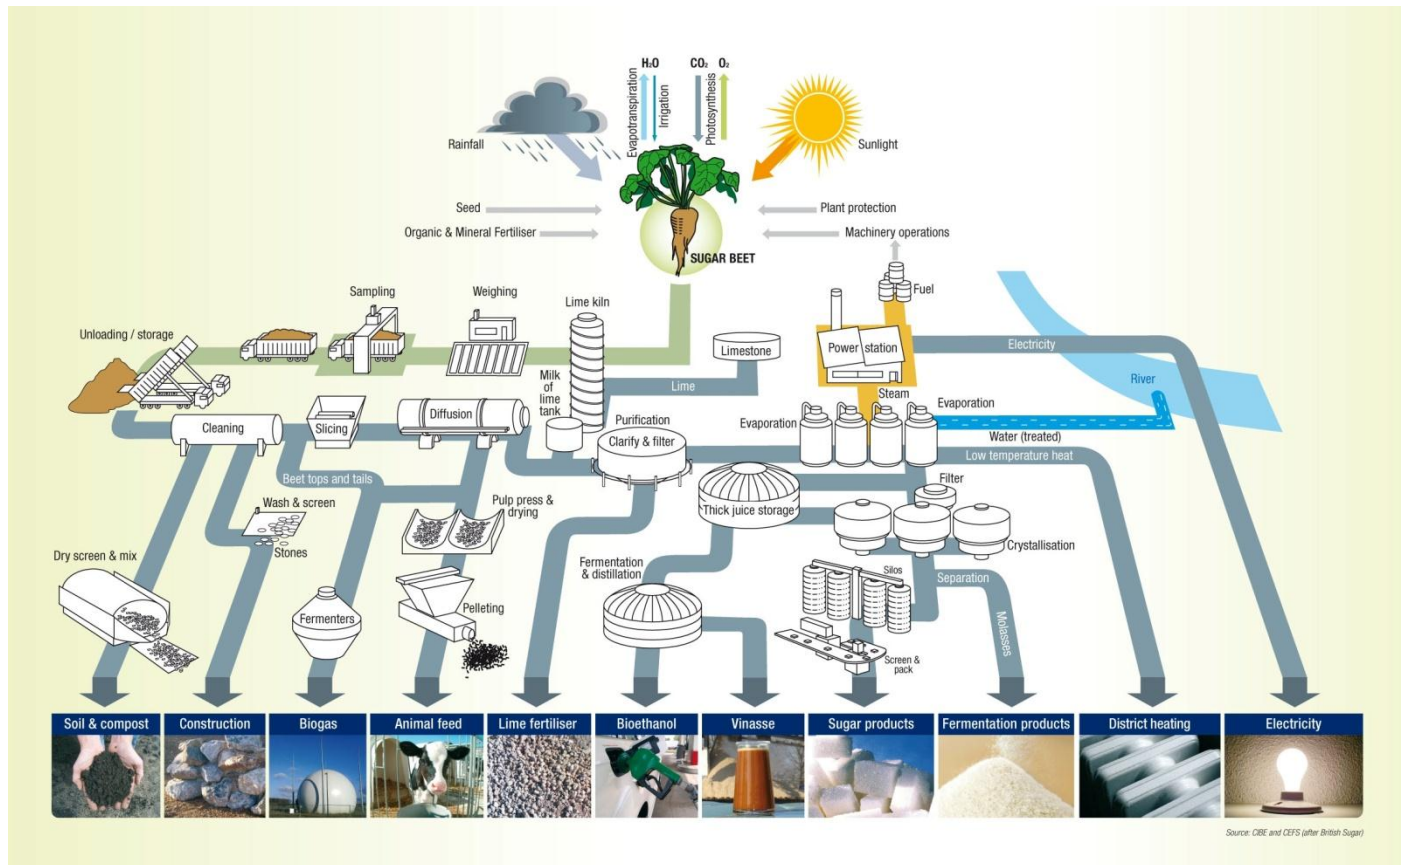 H₂O
CO₂
O₂
Evapotranspiration
Irrigation
Photosynthesis
Rainfall
Sunlight
Seed
Plant protection
Organic & Mineral Fertiliser
Machinery operations
SUGAR BEET
Fuel
Sampling
Weighing
Lime kiln
Unloading / storage
Limestone
Power station
Electricity
River
Milk
of
lime
tank
Lime
Steam
Cleaning
Slicing
Diffusion
Purification
Clarify & filter
Evaporation
Evaporation
Water (treated)
Low temperature heat
Beet tops and tails
Filter
Wash & screen
Pulp press &
drying
Thick juice storage
Stones
Crystallisation
Dry screen & mix
Fermentation
& distillation
Silos
Separation
Fermenters
Pelleting
Molasses
Screen &
pack
Soil & compost
Construction
Biogas
Animal feed
Lime fertiliser
Bioethanol
Vinasse
Sugar products
Fermentation products
District heating
Electricity
Source: CIBE and CEFS (after British Sugar)